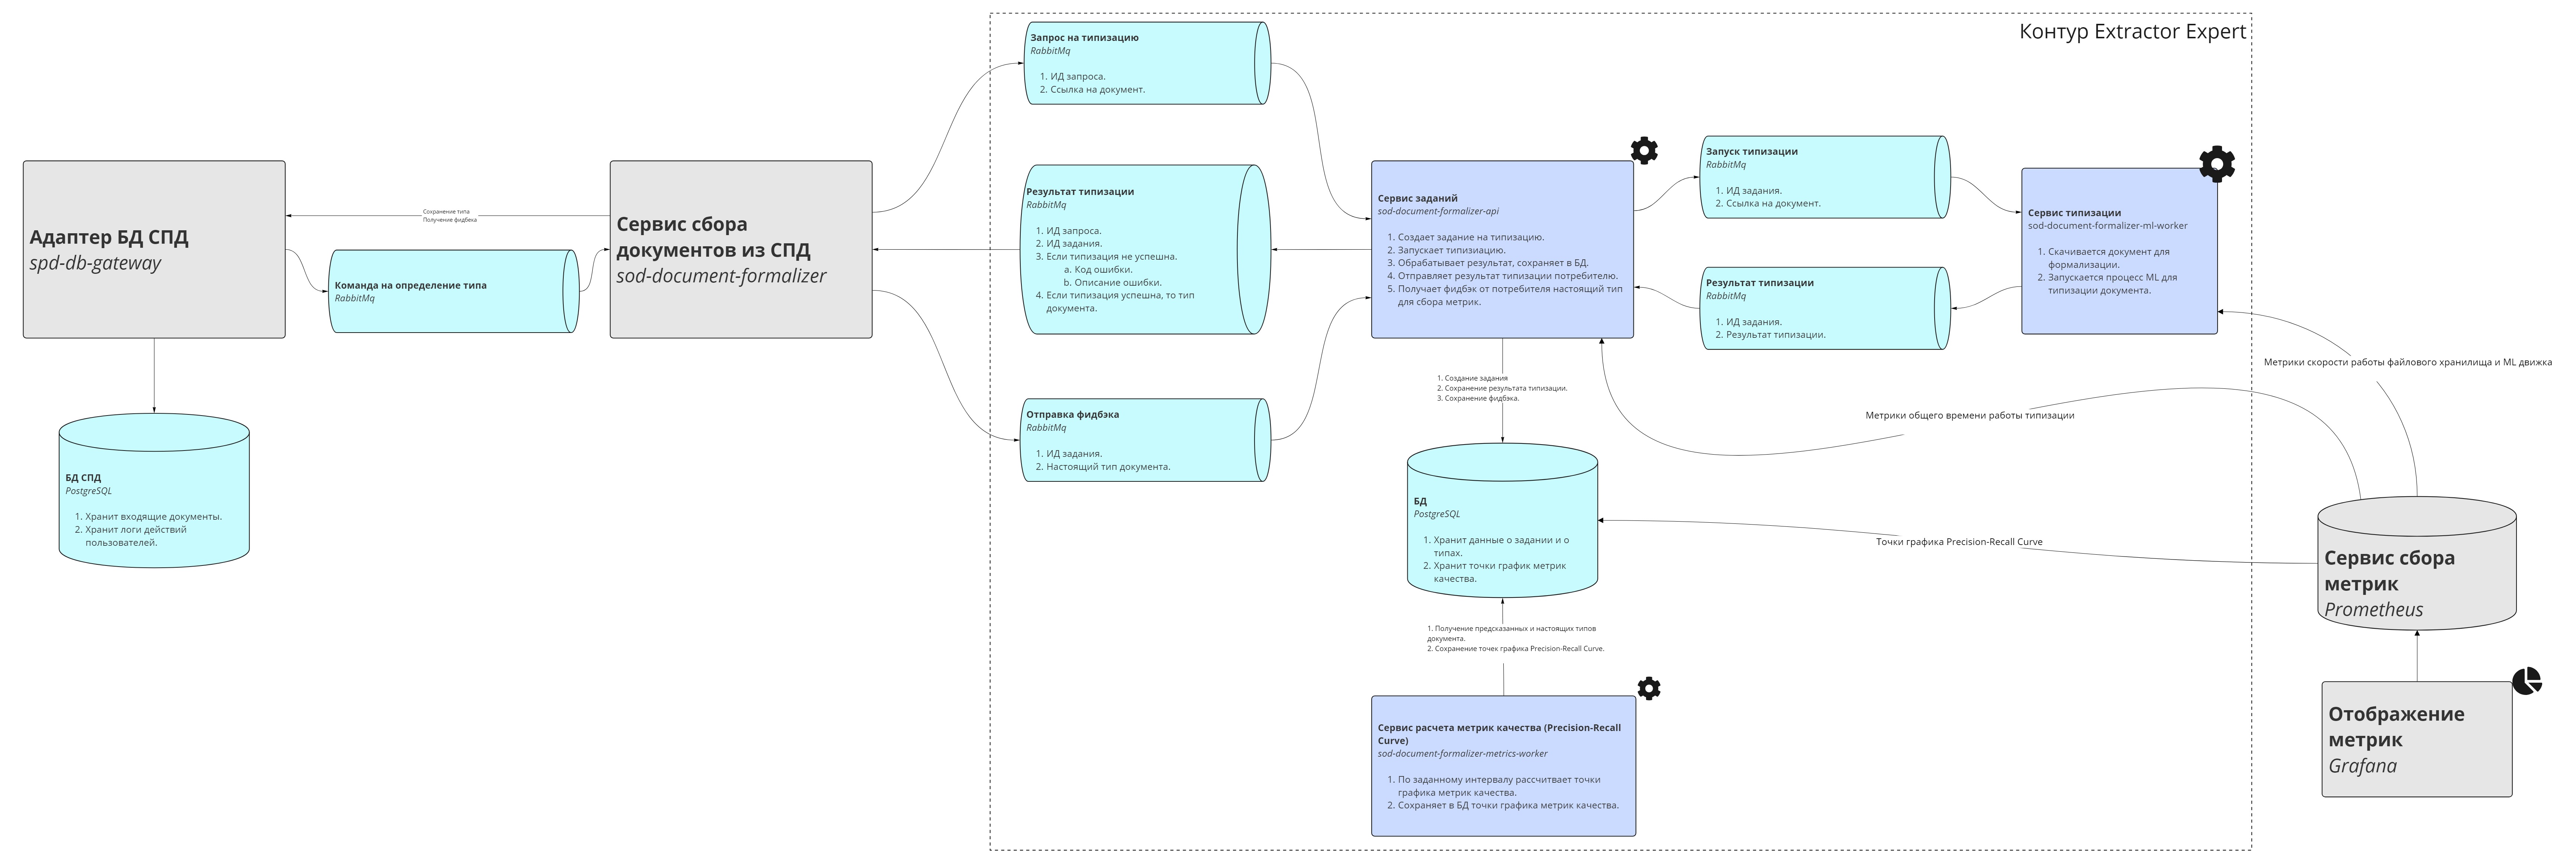 Контур Extractor Expert
Запрос на типизацию
RabbitMq
1. ИД запроса.
2. Ссылка на документ.
Адаптер БД СПД
spd-db-gateway
Сохранение типа
Получение фидбека
Команда на определение типа
RabbitMq
Сервис сбора
документов из СПД
sod-document-formalizer
БД СПД
PostgreSQL
1. Хранит входящие документы.
2. Хранит логи действий
пользователей.
Результат типизации
RabbitMq
1. ИД запроса.
2. ИД задания.
3. Если типизация не успешна.
a. Код ошибки.
b. Описание ошибки.
4. Если типизация успешна, то тип
документа.
Отправка фидбэка
RabbitMq
1. ИД задания.
2. Настоящий тип документа.
Сервис заданий
sod-document-formalizer-api
1. Создает задание на типизацию.
2. Запускает типизиацию.
3. Обрабатывает результат, сохраняет в БД.
4. Отправляет результат типизации потребителю.
5. Получает фидбэк от потребителя настоящий тип
для сбора метрик.
Запуск типизации
RabbitMq
1. ИД задания.
2. Ссылка на документ.
Результат типизации
RabbitMq
1. ИД задания.
2. Результат типизации.
Сервис типизации
sod-document-formalizer-ml-worker
1. Скачивается документ для
формализации.
2. Запускается процесс ML для
типизации документа.
1. Создание задания
2. Сохранение результата типизации.
3. Сохранение фидбэка.
БД
PostgreSQL
1. Хранит данные о задании и о
типах.
2. Хранит точки график метрик
качества.
1. Получение предсказанных и настоящих типов
документа.
2. Сохранение точек графика Precision-Recall Curve.
Сервис расчета метрик качества (Precision-Recall
Curve)
sod-document-formalizer-metrics-worker
1. По заданному интервалу рассчитвает точки
графика метрик качества.
2. Сохраняет в БД точки графика метрик качества.
Метрики скорости работы файлового хранилища и ML движка
Метрики общего времени работы типизации
Точки графика Precision-Recall Curve
Сервис сбора
метрик
Prometheus
Отображение
метрик
Grafana